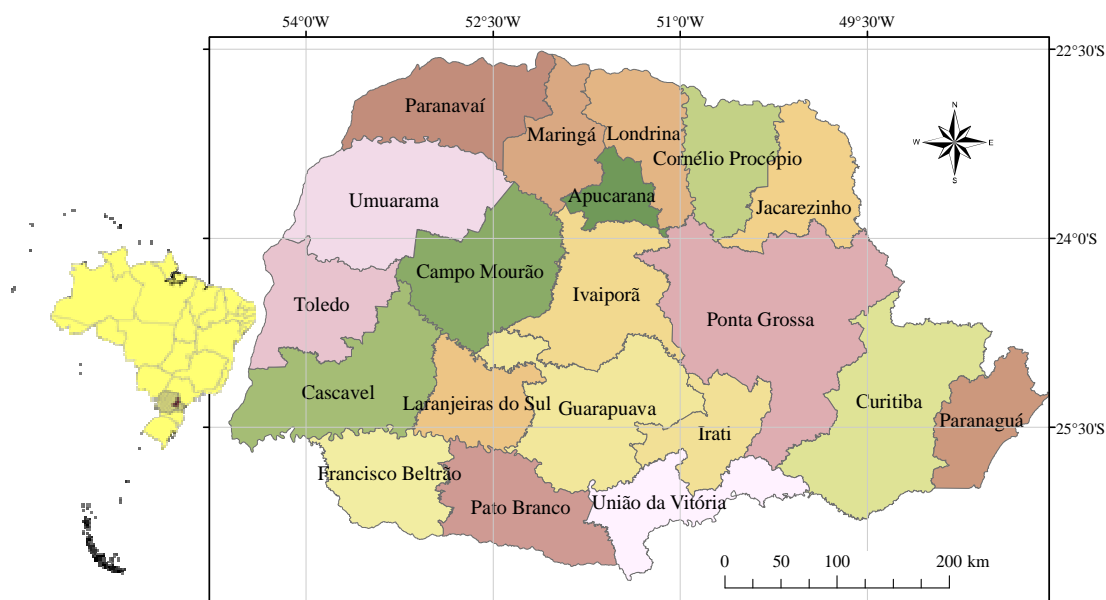 54°0'W 52°30'W 51°0'W 49°30'W
22°30'S
N
W E
S
Paranavaí
Maringá
Londrina
Cornélio Procópio
Apucarana
Umuarama
Jacarezinho
24°0'S
Campo Mourão
Ivaiporã
Toledo
Ponta Grossa
Cascavel
Laranjeiras do Sul
Guarapuava
Curitiba
Paranaguá
Irati
25°30'S
Francisco Beltrão
União da Vitória
Pato Branco
0 50 100 200 km